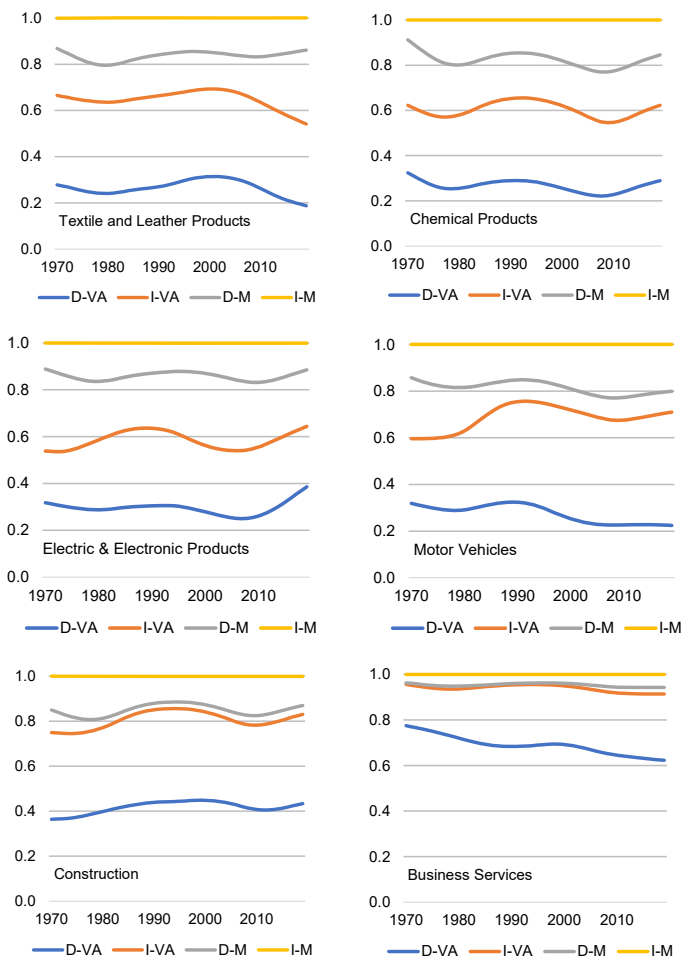 1.0
0.8
0.6
0.4
0.2
0.0
Textile and Leather Products
1970 1980 1990 2000 2010
D-VA I-VA D-M I-M
1.0
0.8
0.6
0.4
0.2
0.0
Chemical Products
1970 1980 1990 2000 2010
D-VA I-VA D-M I-M
1.0
0.8
0.6
0.4
0.2
0.0
Electric & Electronic Products
1970 1980 1990 2000 2010
D-VA I-VA D-M I-M
1.0
0.8
0.6
0.4
0.2
0.0
Motor Vehicles
1970 1980 1990 2000 2010
D-VA I-VA D-M I-M
1.0
0.8
0.6
0.4
0.2
0.0
Construction
1970 1980 1990 2000 2010
D-VA I-VA D-M I-M
1.0
0.8
0.6
0.4
0.2
0.0
Business Services
1970 1980 1990 2000 2010
D-VA I-VA D-M I-M